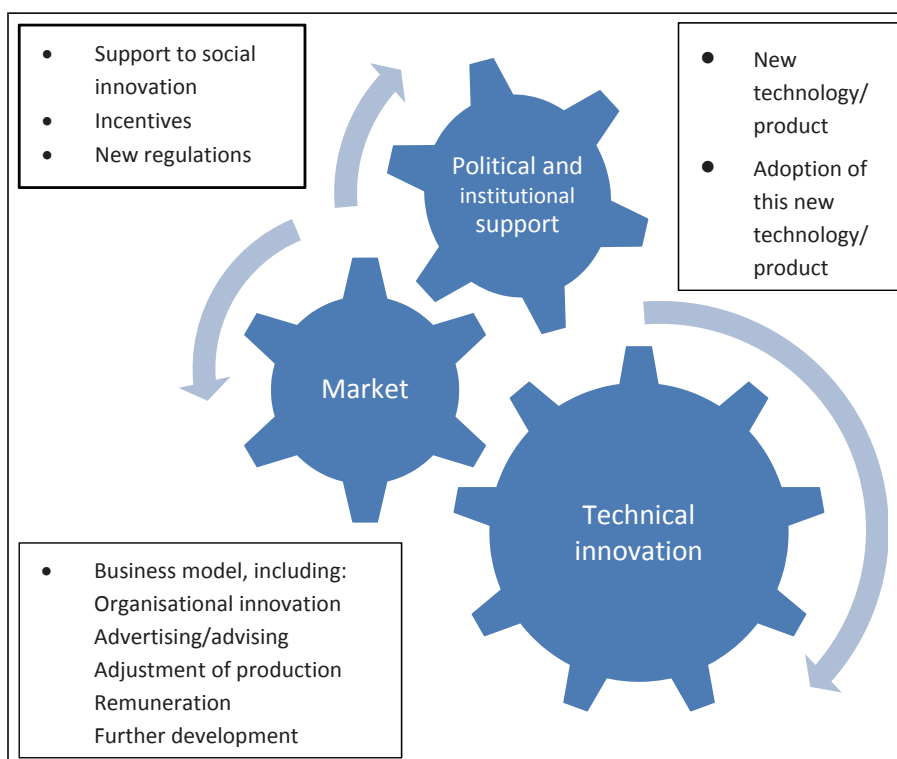 • Support to social
innovation
• Incentives
• New regulations
• New
technology/
product
• Adoption of
this new
technology/
product
Political and
institutional
support
Market
Technical
innovation
• Business model, including:
Organisational innovation
Advertising/advising
Adjustment of production
Remuneration
Further development